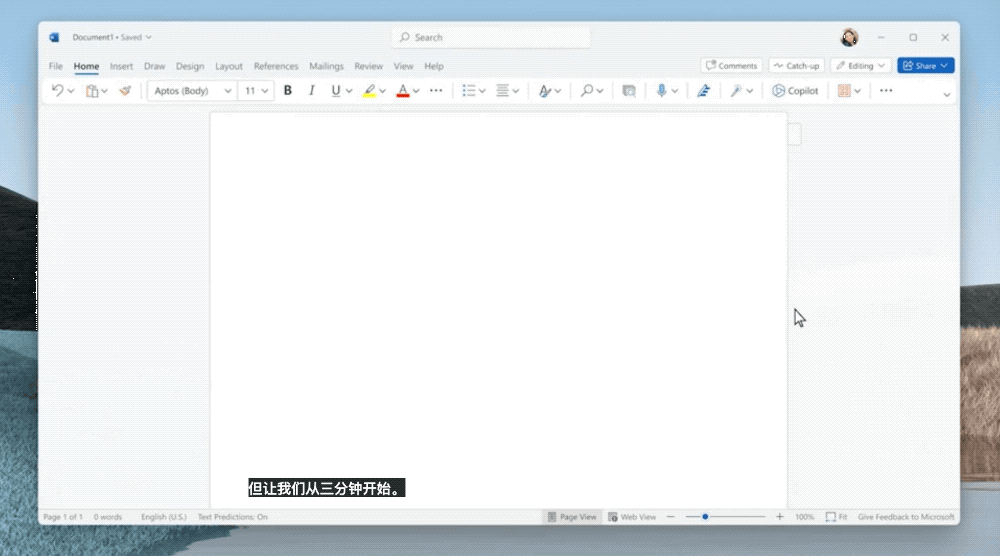 Document1 • Saved
Search
File Home Insert Draw Design Layout References Mailings Review View Help
Comments Catch-up Editing Share
Aptos (Body) 11 B I U A Copilot
但让我们从三分钟开始。
Page 1 of 1 0 words English (U.S.) Text Predictions: On Page View Web View 100% Fit Give Feedback to Microsoft